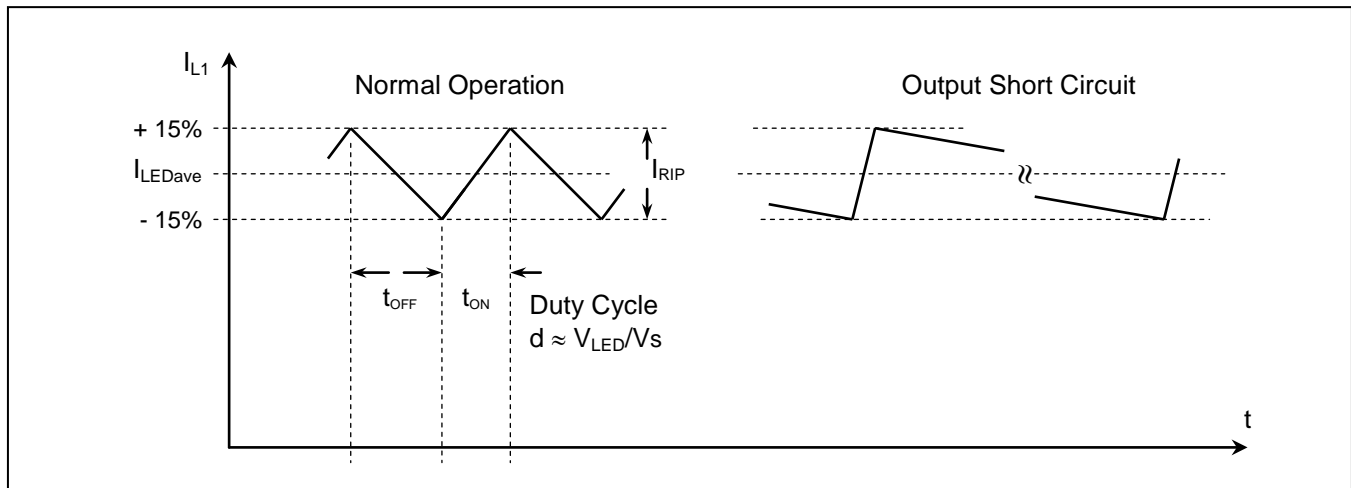 I_L1
Normal Operation
Output Short Circuit
+ 15%
I_LEDave
I_RIP
- 15%
t_OFF
t_ON
Duty Cycle
d ≈ V_LED/Vs
t